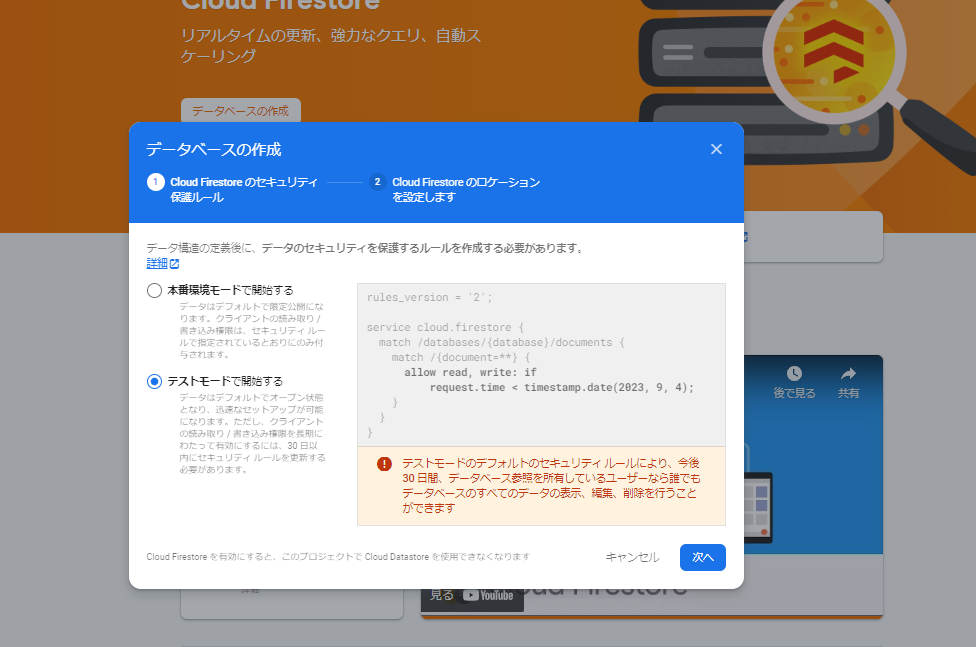 Cloud Firestore
リアルタイムの更新、強力なクエリ、自動ス
ケーリング
データベースの作成
データベースの作成
1 Cloud Firestore のセキュリティ
保護ルール
2 Cloud Firestore のロケーション
を設定します
データ構造の定義後に、データのセキュリティを保護するルールを作成する必要があります。
詳細
本番環境モードで開始する
データはデフォルトで限定公開にな
ります。クライアントの読み取り /
書き込み権限は、セキュリティ ルー
ルで指定されているとおりにのみ付
与されます。
テストモードで開始する
データはデフォルトでオープン状態
となり、迅速なセットアップが可能
になります。ただし、クライアント
の読み取り / 書き込み権限を長期に
わたって有効にするには、30 日以
内にセキュリティ ルールを更新する
必要があります。
rules_version = '2';
service cloud.firestore {
match /databases/{database}/documents {
match /{document=**} {
allow read, write: if
request.time < timestamp.date(2023, 9, 4);
}
}
}
テストモードのデフォルトのセキュリティ ルールにより、今後
30 日間、データベース参照を所有しているユーザーなら誰でも
データベースのすべてのデータの表示、編集、削除を行うこと
ができます
Cloud Firestore を有効にすると、このプロジェクトで Cloud Datastore を使用できなくなります
キャンセル
次へ
後で見る
共有
詳細
見る YouTube
oud Firestore